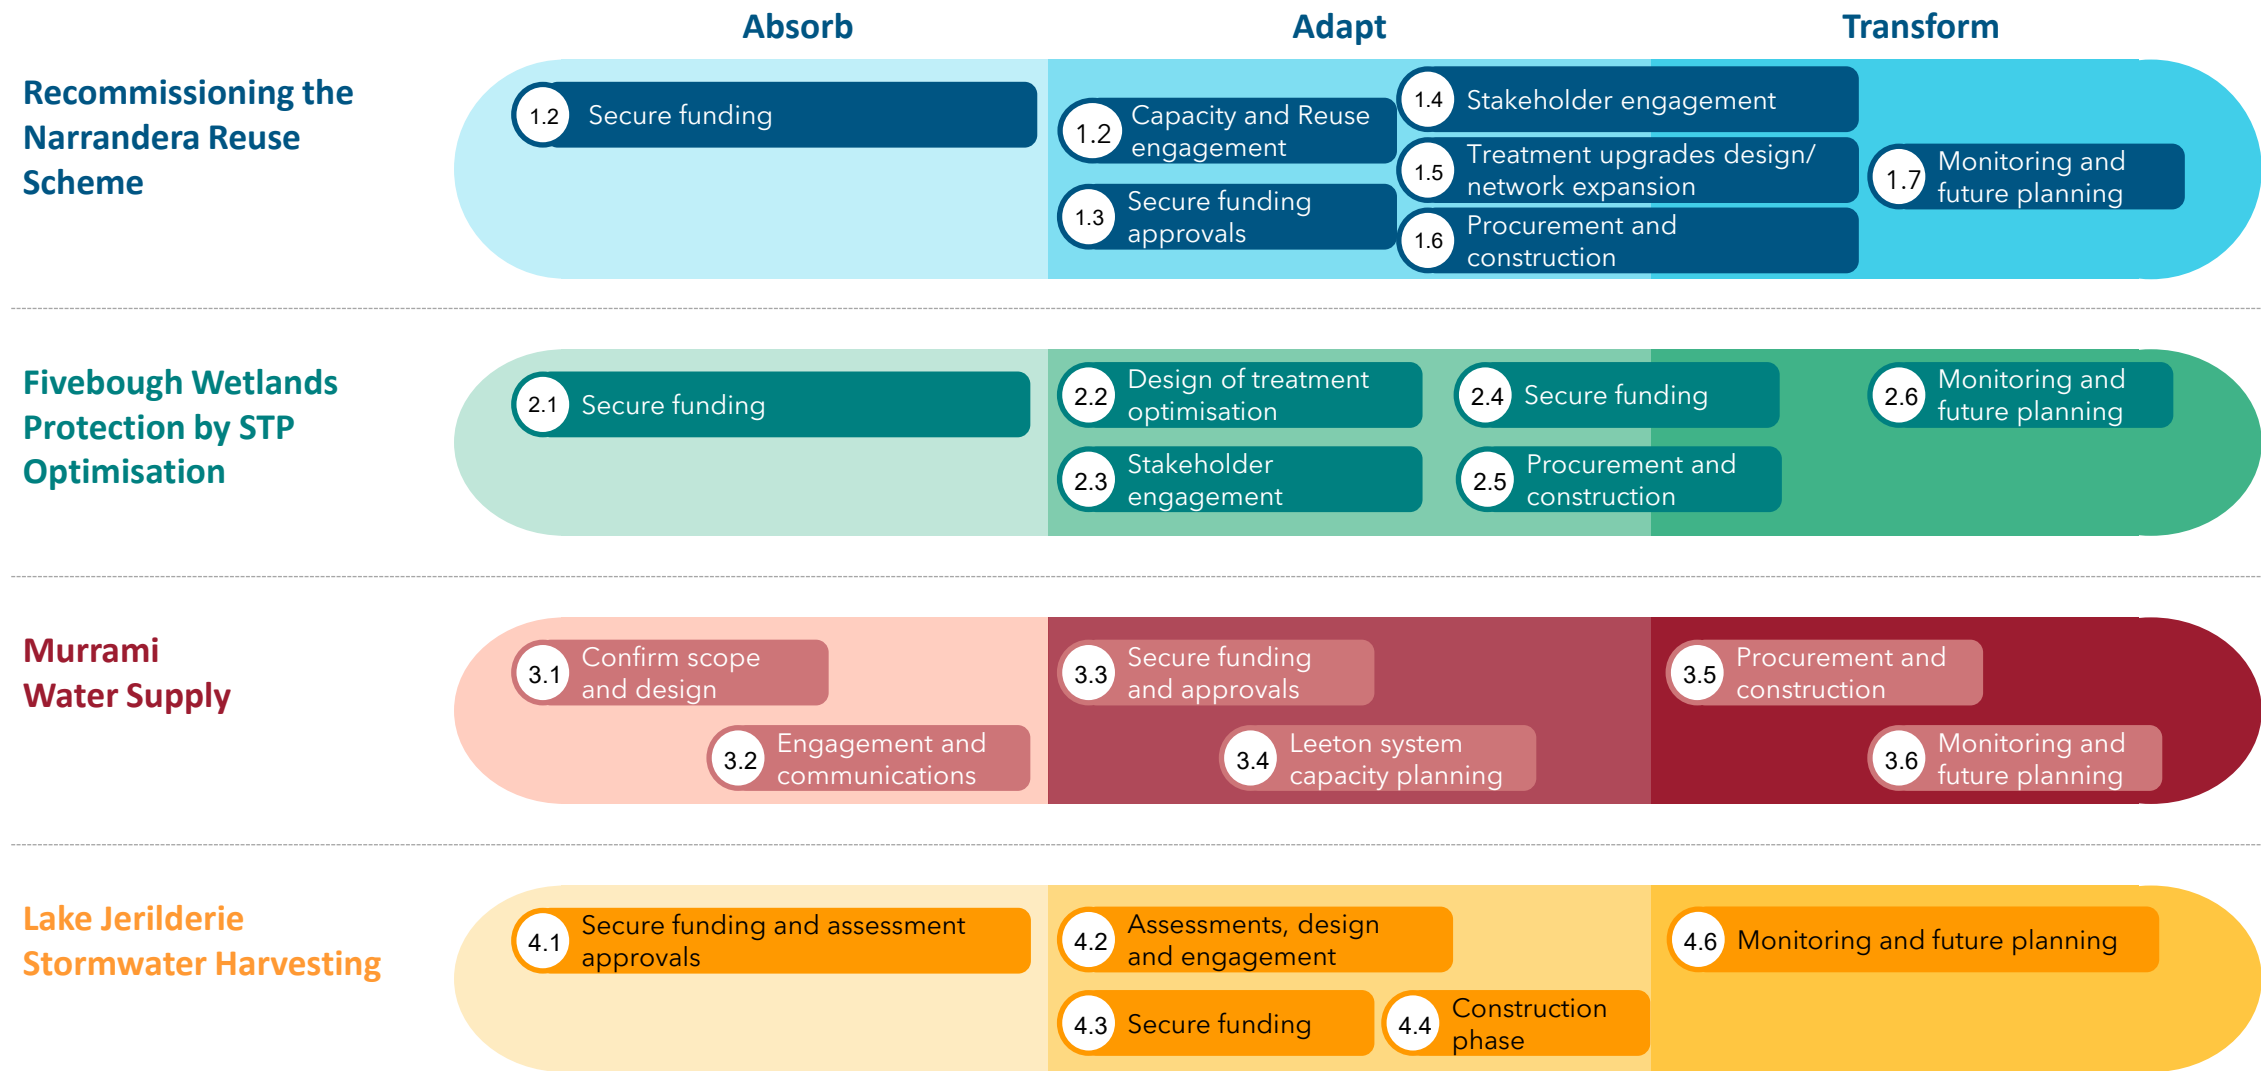 Absorb
Adapt
Transform
Recommissioning the
Narrandera Reuse
Scheme
1.2
Secure funding
1.2
Capacity and Reuse
engagement
1.3
Secure funding
approvals
1.4
Stakeholder engagement
1.5
Treatment upgrades design/
network expansion
1.6
Procurement and
construction
1.7
Monitoring and
future planning
Fivebough Wetlands
Protection by STP
Optimisation
2.1
Secure funding
2.2
Design of treatment
optimisation
2.3
Stakeholder
engagement
2.4
Secure funding
2.5
Procurement and
construction
2.6
Monitoring and
future planning
Murrami
Water Supply
3.1
Confirm scope
and design
3.2
Engagement and
communications
3.3
Secure funding
and approvals
3.4
Leeton system
capacity planning
3.5
Procurement and
construction
3.6
Monitoring and
future planning
Lake Jerilderie
Stormwater Harvesting
4.1
Secure funding and assessment
approvals
4.2
Assessments, design
and engagement
4.3
Secure funding
4.4
Construction
phase
4.6
Monitoring and future planning